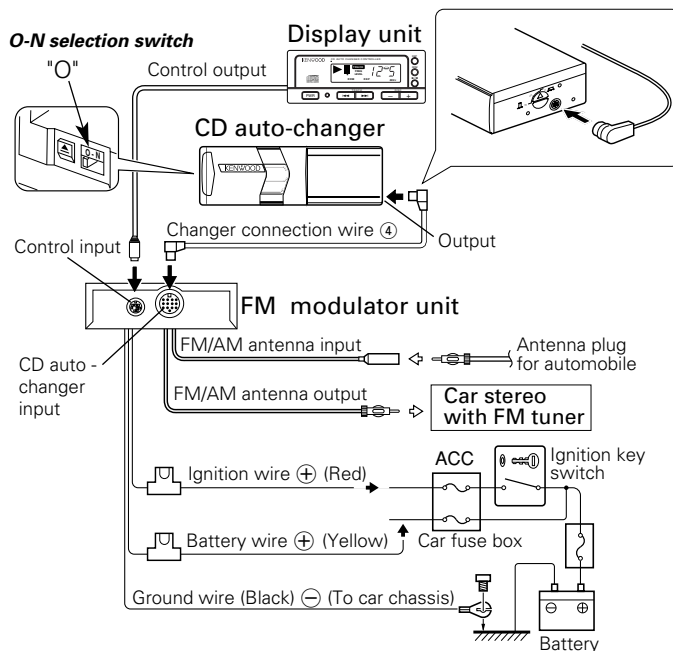 O-N selection switch
"O"
Display unit
Control output
KENWOOD
CD auto-changer
O - N
KENWOOD
Changer connection wire ④
Output
Control input
FM modulator unit
CD auto -
changer
input
FM/AM antenna input
Antenna plug
for automobile
FM/AM antenna output
Car stereo
with FM tuner
Ignition wire ⊕ (Red)
ACC
Ignition key
switch
Battery wire ⊕ (Yellow)
Car fuse box
Ground wire (Black) ⊖ (To car chassis)
⊖ ⊕
Battery